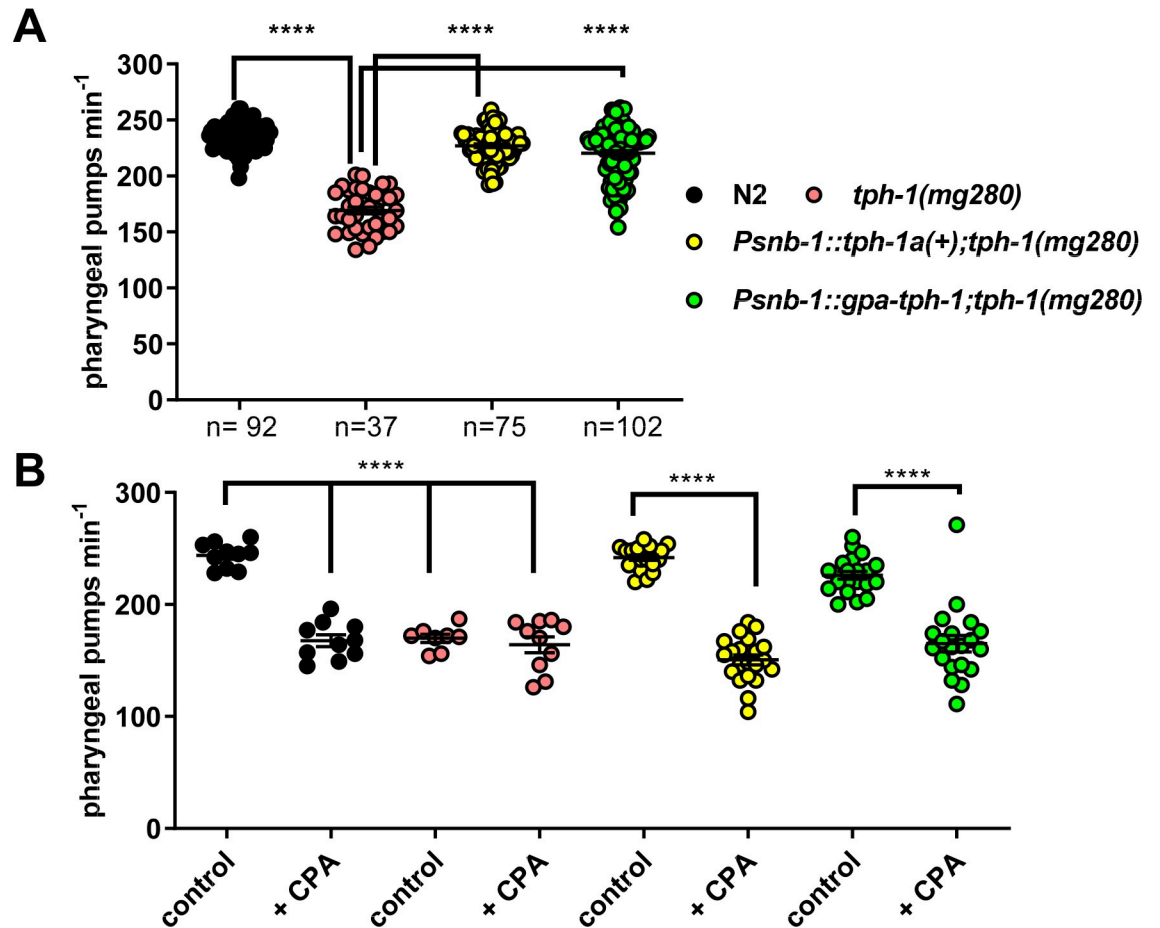 A
**** **** ****
pharyngeal pumps min-1
300
250
200
150
100
50
0
n= 92 n=37 n=75 n=102
N2 tph-1(mg280)
Psnb-1::tph-1a(+);tph-1(mg280)
Psnb-1::gpa-tph-1;tph-1(mg280)
B
**** **** ****
pharyngeal pumps min-1
300
200
100
0
control + CPA control + CPA control + CPA control + CPA